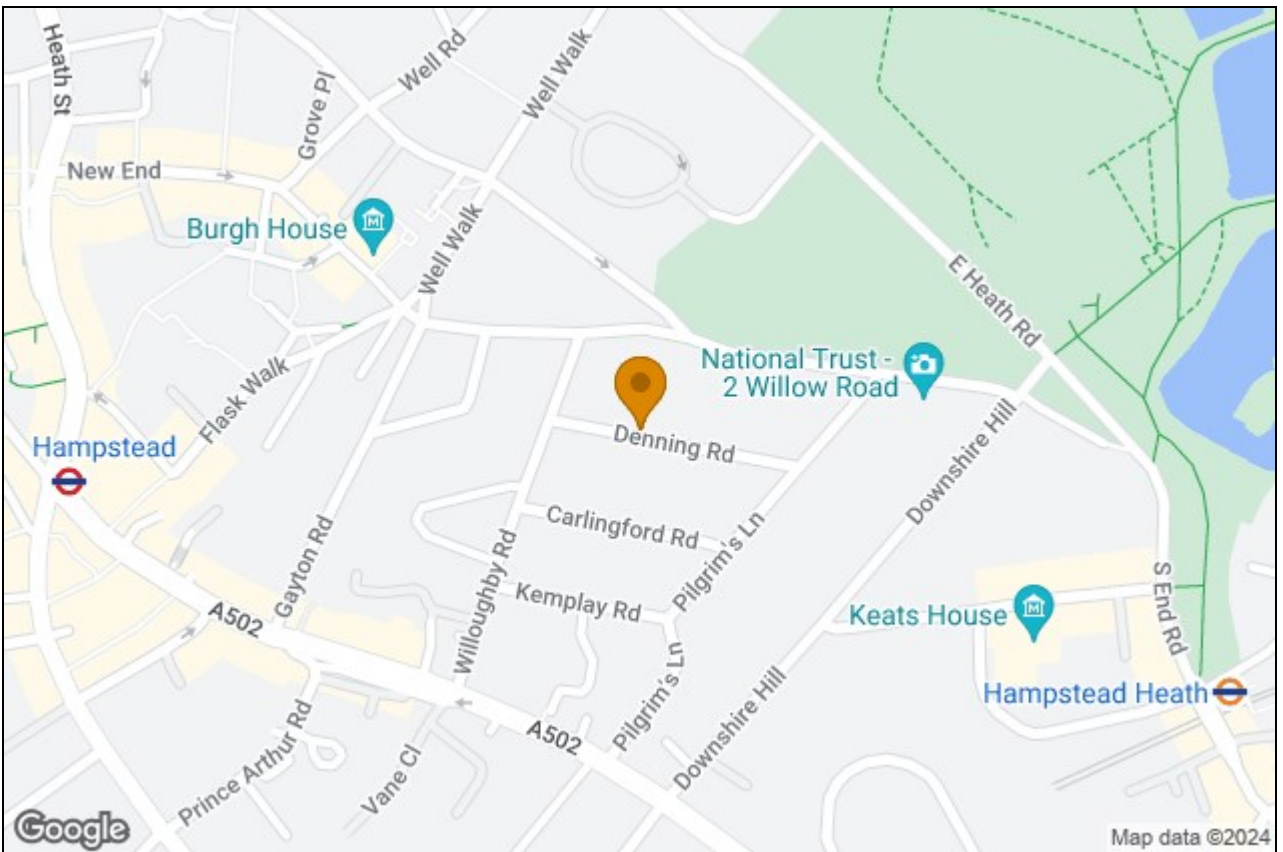 Heath St
Well Rd
Well Walk
Grove Pl
New End
Burgh House
Well Walk
E Heath Rd
Flask Walk
National Trust -
2 Willow Road
Denning Rd
Hampstead
Downshire Hill
Carlingford Rd
Gayton Rd
Willoughby Rd
Pilgrim's Ln
Kemplay Rd
A502
Keats House
S End Rd
Pilgrim's Ln
Downshire Hill
Hampstead Heath
Prince Arthur Rd
A502
Vane Cl
Google
Map data ©2024